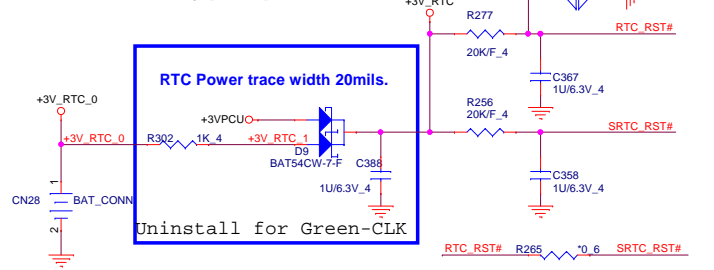 +3V_RTC
R277
RTC_RST#
20K/F_4
RTC Power trace width 20mils.
C367
1U/6.3V_4
+3V_RTC_0
+3VPCU
R256
20K/F_4
SRTC_RST#
+3V_RTC_0
R302
1K_4
+3V_RTC_1
D9
BAT54CW-7-F
C388
1U/6.3V_4
C358
1U/6.3V_4
1
CN28
BAT_CONN
2
Uninstall for Green-CLK
RTC_RST#
R265
*0_6
SRTC_RST#